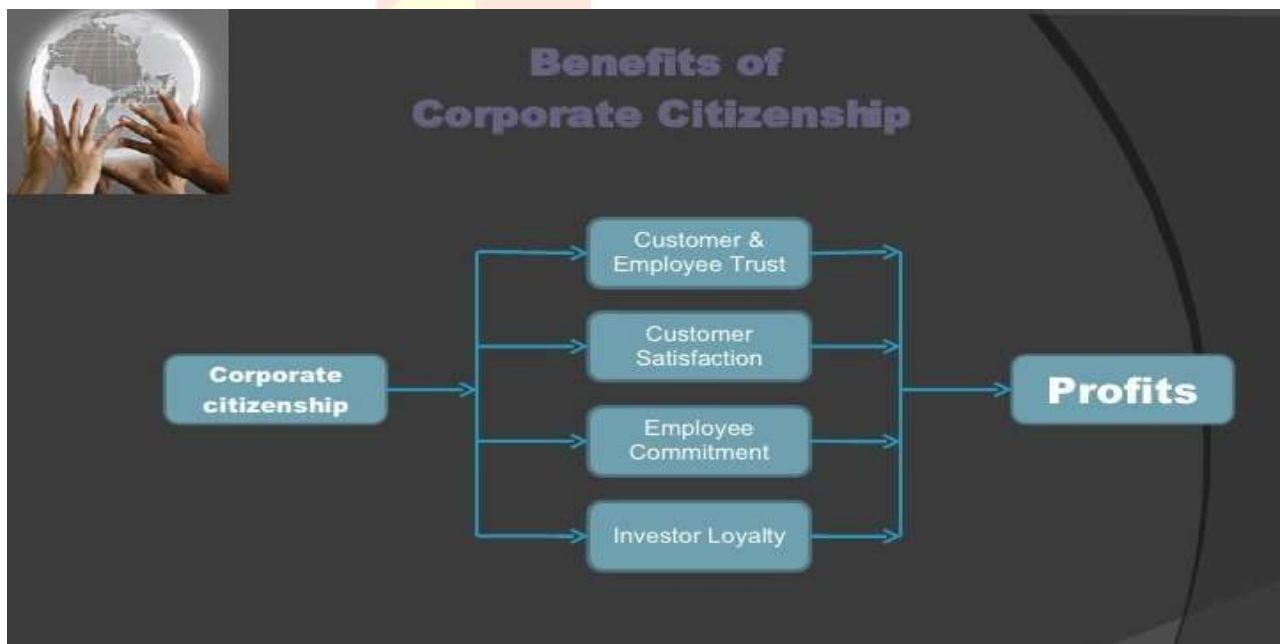 Benefits of
Corporate Citizenship
Corporate
citizenship
Customer &
Employee Trust
Customer
Satisfaction
Employee
Commitment
Investor Loyalty
Profits